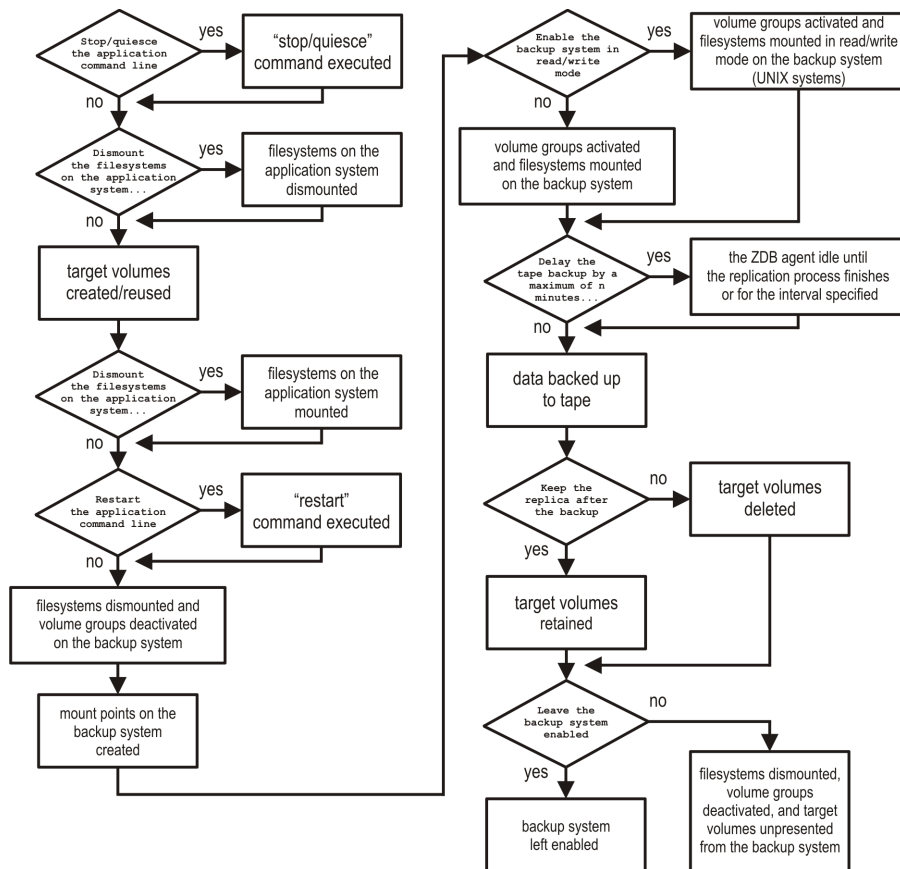 Stop/quiesce
the application
command line
yes
“stop/quiesce”
command executed
no
Dismount
the filesystems
on the application
system...
yes
filesystems on the
application system
dismounted
no
target volumes
created/reused
Dismount
the filesystems
on the application
system...
yes
filesystems on the
application system
mounted
no
Restart
the application
command line
yes
“restart”
command executed
no
filesystems dismounted and
volume groups deactivated
on the backup system
mount points on the
backup system
created
Enable the
backup system in
read/write
mode
yes
volume groups activated and
filesystems mounted in read/write
mode on the backup system
(UNIX systems)
no
volume groups activated
and filesystems mounted
on the backup system
Delay the
tape backup by a
maximum of n
minutes...
yes
the ZDB agent idle until
the replication process finishes
or for the interval specified
no
data backed up
to tape
Keep the
replica after
the backup
no
target volumes
deleted
yes
target volumes
retained
Leave the
backup system
enabled
no
filesystems dismounted,
volume groups
deactivated, and target
volumes unpresented
from the backup system
yes
backup system
left enabled